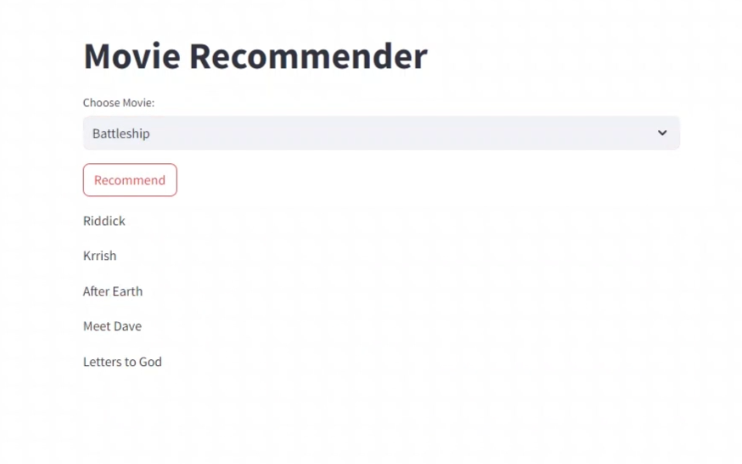 Movie Recommender
Choose Movie:
Battleship
Recommend
Riddick
Krrish
After Earth
Meet Dave
Letters to God